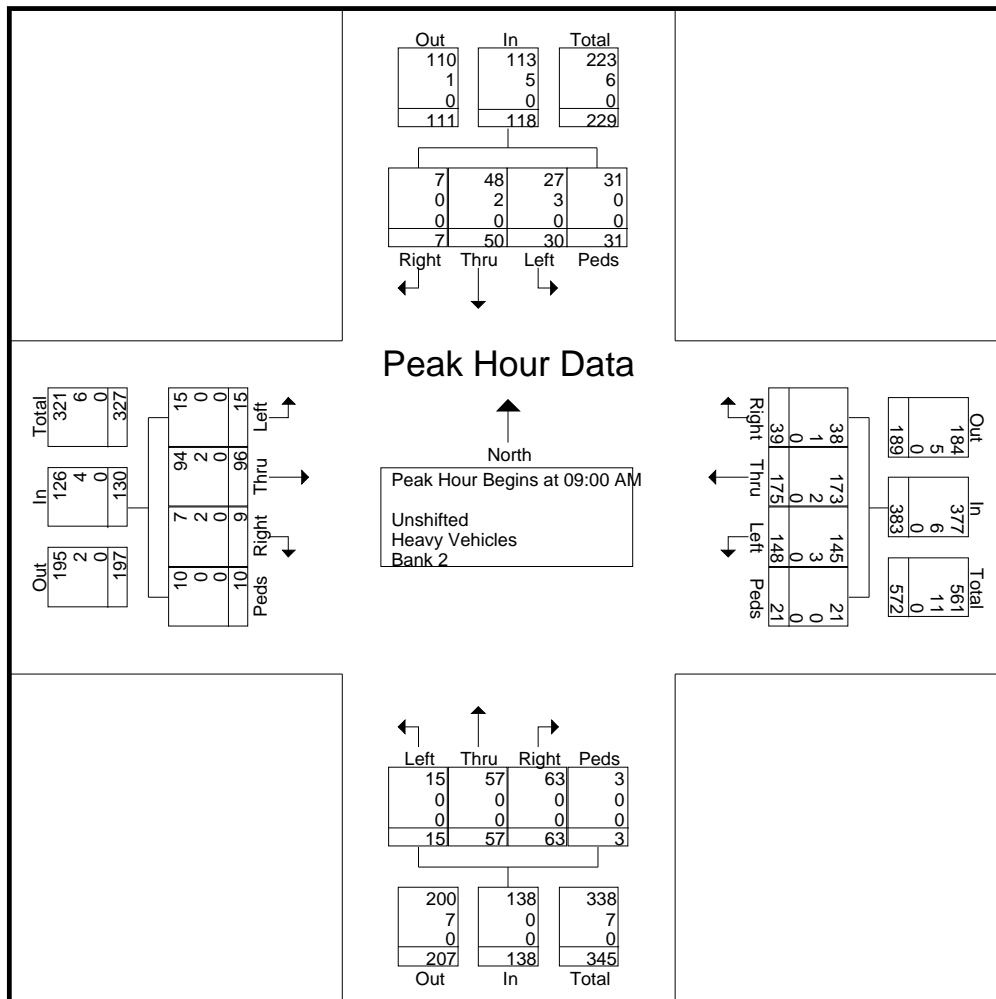 Out In Total
110 113 223
1 5 6
0 0 0
111 118 229
7 48 27 31
0 2 3 0
0 0 0 0
7 50 30 31
Right Thru Left Peds
Peak Hour Data
North
Peak Hour Begins at 09:00 AM
Unshifted
Heavy Vehicles
Bank 2
Total In Out
321 126 195
6 4 2
0 0 0
327 130 197
15 94 7 10
0 2 2 0
0 0 0 0
15 96 9 10
Left Thru Right Peds
Right Thru Left Peds
38 173 145 21
1 2 3 0
0 0 0 0
39 175 148 21
Out In Total
184 377 561
5 6 11
0 0 0
189 383 572
Left Thru Right Peds
15 57 63 3
0 0 0 0
0 0 0 0
15 57 63 3
200 138 338
7 0 7
0 0 0
207 138 345
Out In Total